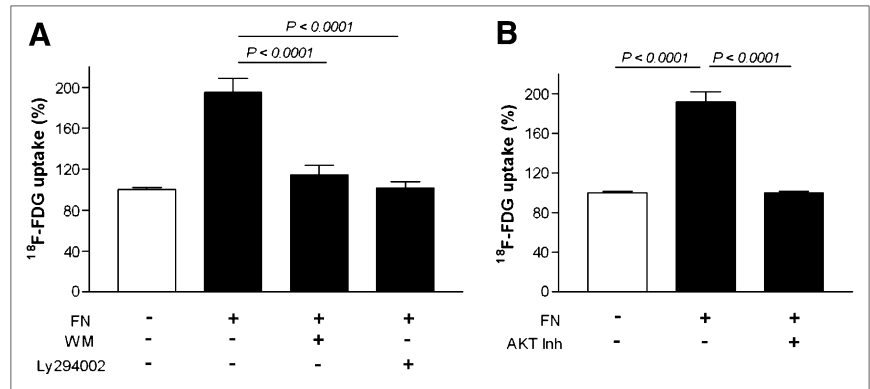 A
P < 0.0001
P < 0.0001
18F-FDG uptake (%)
200
160
120
80
40
0
FN - + + +
WM - - + -
Ly294002 - - - +
B
P < 0.0001 P < 0.0001
18F-FDG uptake (%)
200
160
120
80
40
0
FN - + +
AKT Inh - - +